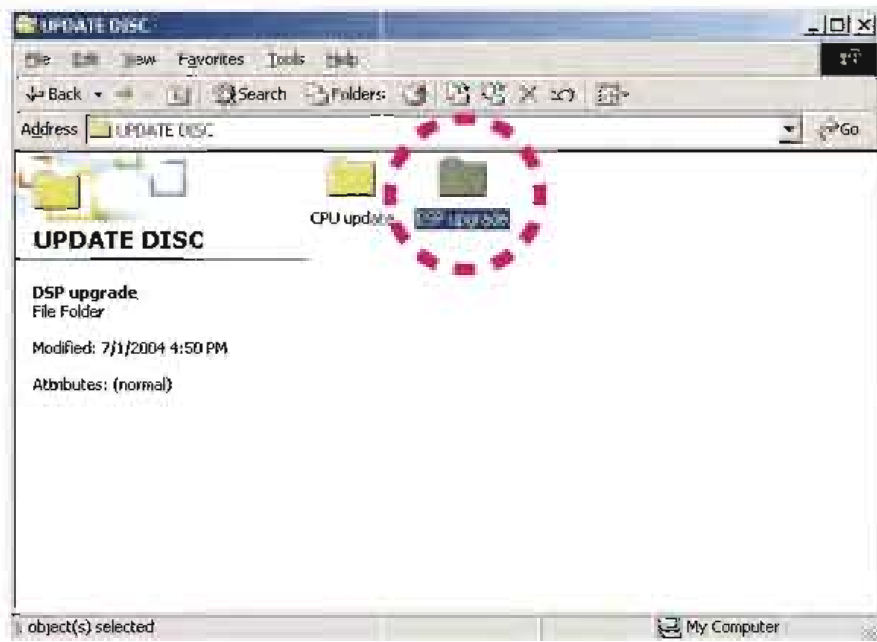 UPDATE DISC
File Edit View Favorites Tools Help
Back Search Folders
Address UPDATE DISC Go
CPU update DSP upgrade
UPDATE DISC
DSP upgrade
File Folder
Modified: 7/1/2004 4:50 PM
Attributes: (normal)
object(s) selected My Computer